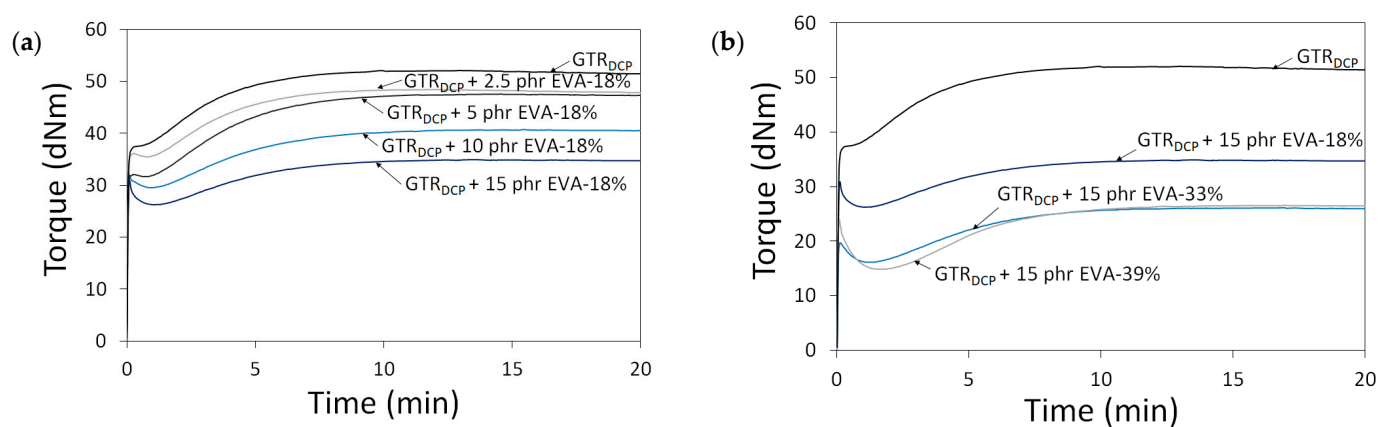 (a)
Torque (dNm)
60
50
40
30
20
10
0
GTRDCP
GTRDCP + 2.5 phr EVA-18%
GTRDCP + 5 phr EVA-18%
GTRDCP + 10 phr EVA-18%
GTRDCP + 15 phr EVA-18%
0 5 10 15 20
Time (min)
(b)
Torque (dNm)
60
50
40
30
20
10
0
GTRDCP
GTRDCP + 15 phr EVA-18%
GTRDCP + 15 phr EVA-33%
GTRDCP + 15 phr EVA-39%
0 5 10 15 20
Time (min)